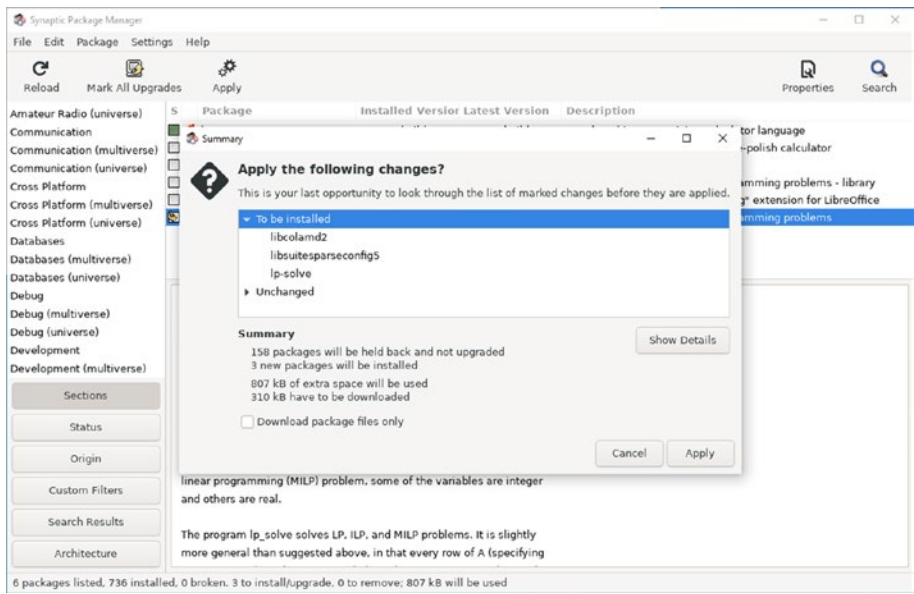 Synaptic Package Manager
File Edit Package Settings Help
Reload Mark All Upgrades Apply Properties Search
S Package Installed Version Latest Version Description
Amateur Radio (universe)
Communication
Communication (multiverse)
Communication (universe)
Cross Platform
Cross Platform (multiverse)
Cross Platform (universe)
Databases
Databases (multiverse)
Databases (universe)
Debug
Debug (multiverse)
Debug (universe)
Development
Development (multiverse)
Sections
Status
Origin
Custom Filters
Search Results
Architecture
tor language
-polish calculator
amming problems - library
g" extension for LibreOffice
mming problems
Summary
Apply the following changes?
This is your last opportunity to look through the list of marked changes before they are applied.
To be installed
libcolamd2
libsuitesparseconfig5
lp-solve
Unchanged
Summary
158 packages will be held back and not upgraded
3 new packages will be installed
807 kB of extra space will be used
310 kB have to be downloaded
Show Details
Download package files only
Cancel Apply
linear programming (MILP) problem, some of the variables are integer
and others are real.
The program lp_solve solves LP, ILP, and MILP problems. It is slightly
more general than suggested above, in that every row of A (specifying
6 packages listed, 736 installed, 0 broken. 3 to install/upgrade, 0 to remove; 807 kB will be used